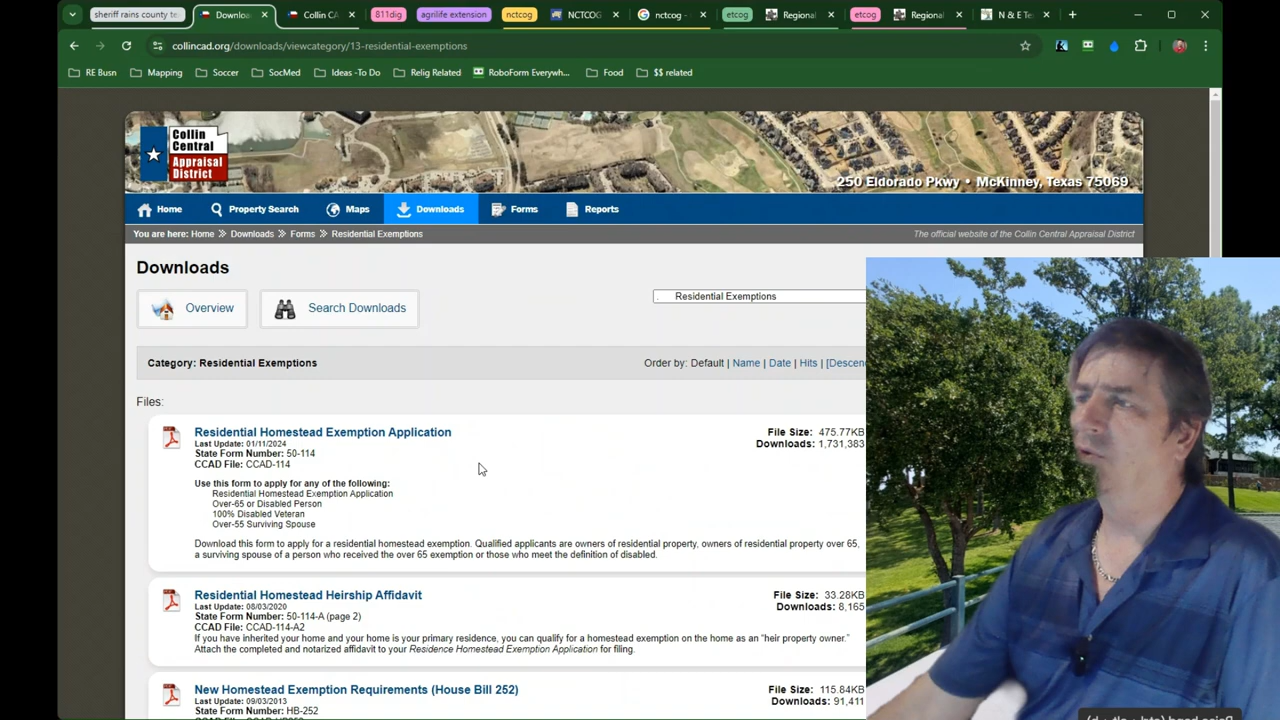 sheriff rains county te
Downloa
Collin CA
811dig
agrilife extension
nctcog
NCTCOG
nctcog -
etcog
Regional
etcog
Regional
N & E Te
collincad.org/downloads/viewcategory/13-residential-exemptions
RE Busn
Mapping
Soccer
SocMed
Ideas -To Do
Relig Related
RoboForm Everywh...
Food
$$ related
Collin
Central
Appraisal
District
250 Eldorado Pkwy • McKinney, Texas 75069
Home
Property Search
Maps
Downloads
Forms
Reports
You are here: Home » Downloads » Forms » Residential Exemptions
The official website of the Collin Central Appraisal District
Downloads
Overview
Search Downloads
. Residential Exemptions
Category: Residential Exemptions
Order by: Default | Name | Date | Hits | [Descen
Files:
Residential Homestead Exemption Application
File Size: 475.77KB
Last Update: 01/11/2024
Downloads: 1,731,383
State Form Number: 50-114
CCAD File: CCAD-114
Use this form to apply for any of the following:
Residential Homestead Exemption Application
Over-65 or Disabled Person
100% Disabled Veteran
Over-55 Surviving Spouse
Download this form to apply for a residential homestead exemption. Qualified applicants are owners of residential property, owners of residential property over 65,
a surviving spouse of a person who received the over 65 exemption or those who meet the definition of disabled.
Residential Homestead Heirship Affidavit
File Size: 33.28KB
Last Update: 08/03/2020
Downloads: 8,165
State Form Number: 50-114-A (page 2)
CCAD File: CCAD-114-A2
If you have inherited your home and your home is your primary residence, you can qualify for a homestead exemption on the home as an “heir property owner.”
Attach the completed and notarized affidavit to your Residence Homestead Exemption Application for filing.
New Homestead Exemption Requirements (House Bill 252)
File Size: 115.84KB
Last Update: 09/03/2013
Downloads: 91,411
State Form Number: HB-252